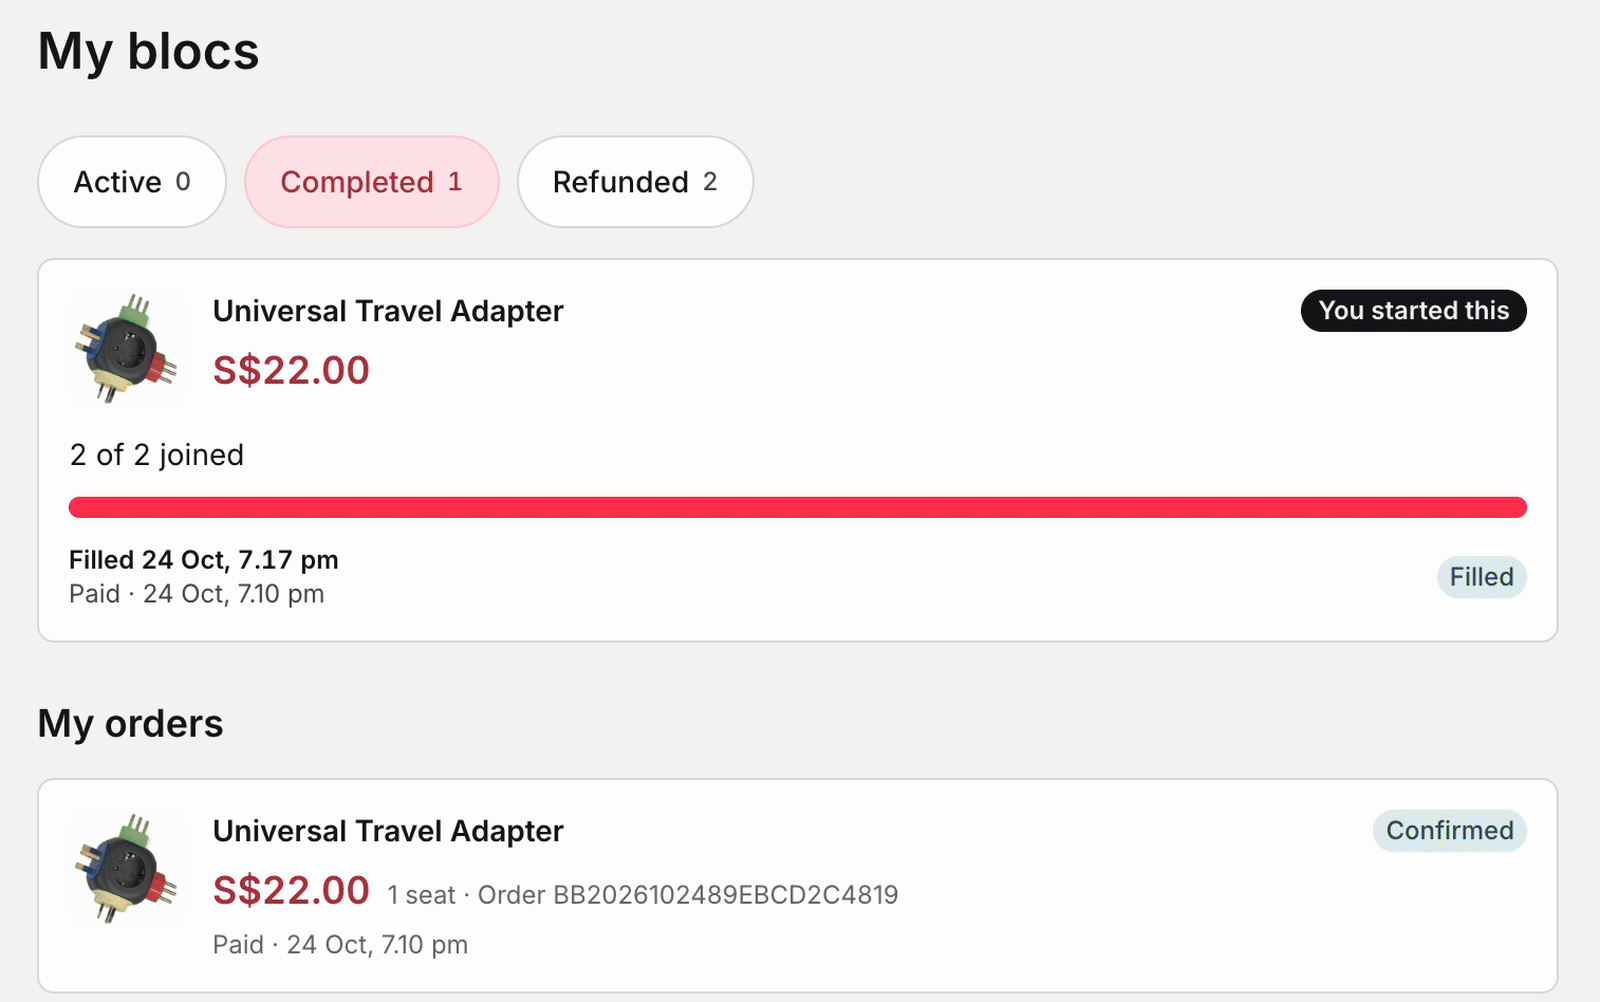 My blocs
Active 0
Completed 1
Refunded 2
Universal Travel Adapter
You started this
S$22.00
2 of 2 joined
Filled 24 Oct, 7.17 pm
Paid · 24 Oct, 7.10 pm
Filled
My orders
Universal Travel Adapter
Confirmed
S$22.00 1 seat · Order BB2026102489EBCD2C4819
Paid · 24 Oct, 7.10 pm